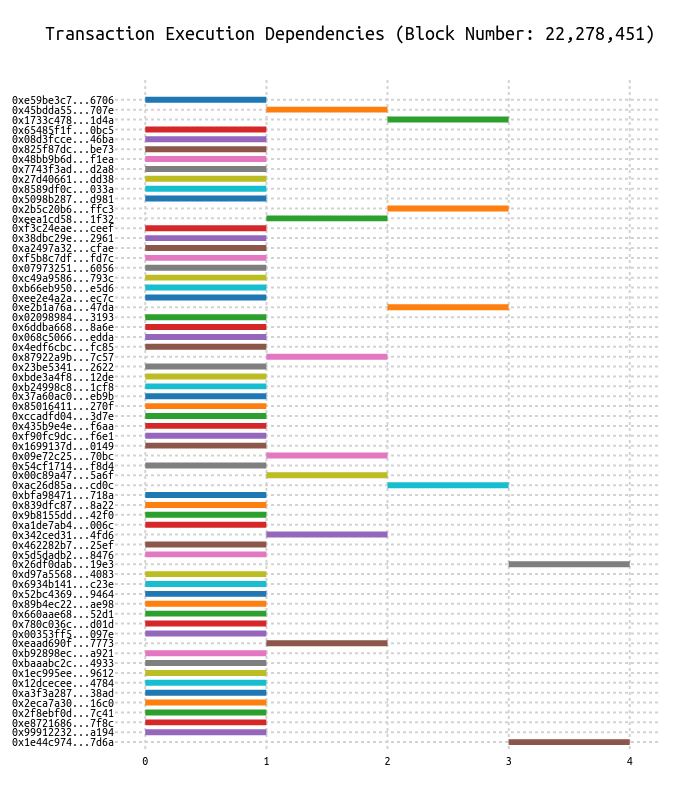 Transaction Execution Dependencies (Block Number: 22,278,451)
0xe59be3c7...6706
0x45bdda55...707e
0x1733c478...1d4a
0x65485f1f...0bc5
0x08d3fcce...46ba
0x825f87dc...be73
0x48bb9b6d...f1ea
0x7743f3ad...d2a8
0x27d40661...dd38
0x8589df0c...033a
0x5098b287...d981
0x2b5c20b6...ffc3
0xeea1cd58...1f32
0xf3c24eae...ceef
0x38dbc29e...2961
0xa2497a32...cfae
0xf5b8c7df...fd7c
0x07973251...6056
0xc49a9586...793c
0xb66eb950...e5d6
0xee2e4a2a...ec7c
0xe2b1a76a...47da
0x02098984...3193
0x6ddba668...8a6e
0x068c5066...edda
0x4edf6cbc...fc85
0x87922a9b...7c57
0x23be5341...2622
0xbde3a4f8...12de
0xb24998c8...1cf8
0x37a60ac0...eb9b
0x85016411...270f
0xccadfd04...3d7e
0x435b9e4e...f6aa
0xf90fc9dc...f6e1
0x1699137d...0149
0x09e72c25...70bc
0x54cf1714...f8d4
0x00c89a47...5a6f
0xac26d85a...cd0c
0xbfa98471...718a
0x839dfc87...8a22
0x9b8155dd...42f0
0xa1de7ab4...006c
0x342ced31...4fd6
0x462282b7...25ef
0x5d5dadb2...8476
0x26df0dab...19e3
0xd97a5568...4083
0x6934b141...c23e
0x52bc4369...9464
0x89b4ec22...ae98
0x660aae68...52d1
0x780c036c...d01d
0x00353ff5...097e
0xeaad690f...7773
0xb92898ec...a921
0xbaaabc2c...4933
0x1ec995ee...9612
0x12dcecee...4784
0xa3f3a287...38ad
0x2eca7a30...16c0
0x2f8ebf0d...7c41
0xe8721686...7f8c
0x99912232...a194
0x1e44c974...7d6a
0 1 2 3 4